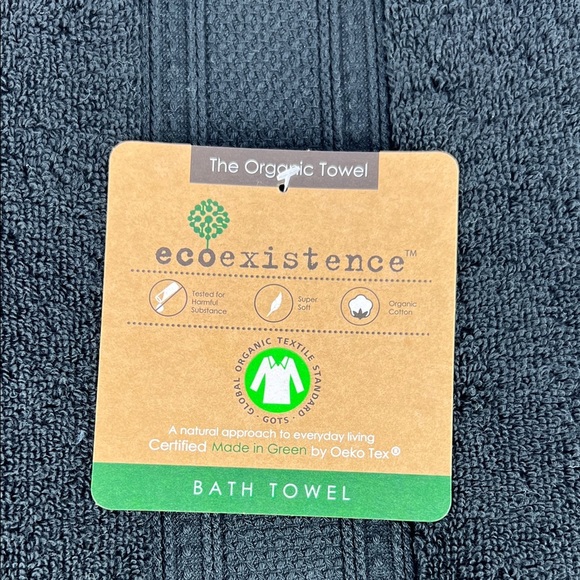 The Organic Towel
ecoexistence™
Tested for
Harmful
Substance
Super
Soft
Organic
Cotton
GLOBAL ORGANIC TEXTILE STANDARD
· GOTS ·
A natural approach to everyday living
Certified Made in Green by Oeko Tex®
BATH TOWEL